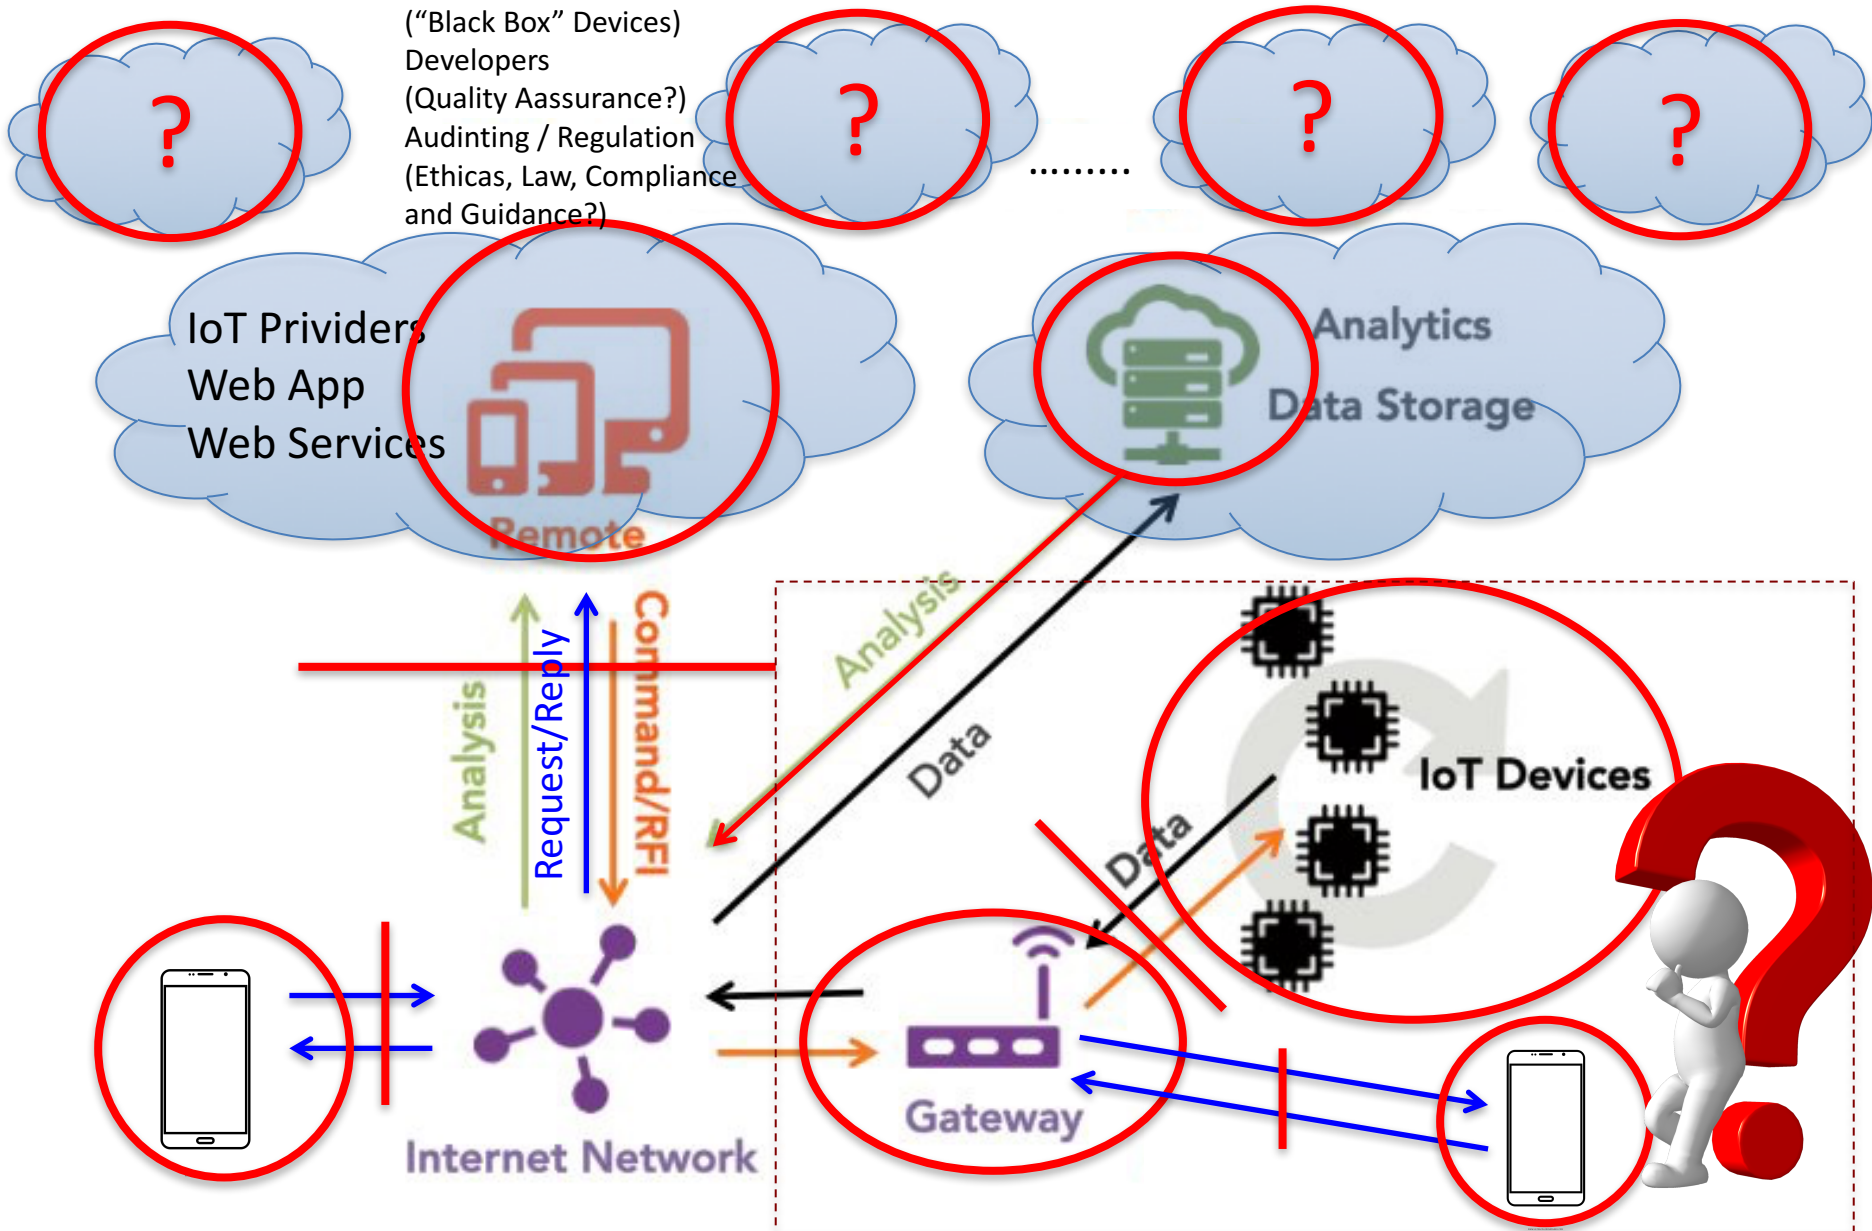 (“Black Box” Devices)
Developers
(Quality Aassurance?)
Audinting / Regulation
(Ethicas, Law, Compliance
and Guidance?)
?
?
?
?
.........
IoT Prividers
Web App
Web Services
Remote
Analytics
Data Storage
Analysis
Request/Reply
Command/RFI
Analysis
Data
Data
IoT Devices
Gateway
Internet Network